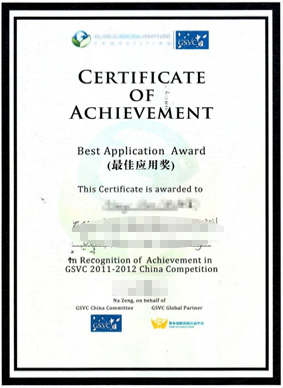 GSVC
CERTIFICATE
OF
ACHIEVEMENT
Best Application Award
(最佳应用奖)
This Certificate is awarded to
In Recognition of Achievement in
GSVC 2011-2012 China Competition
Na Zeng, on behalf of
GSVC China Committee
GSVC Global Partner
GSVC